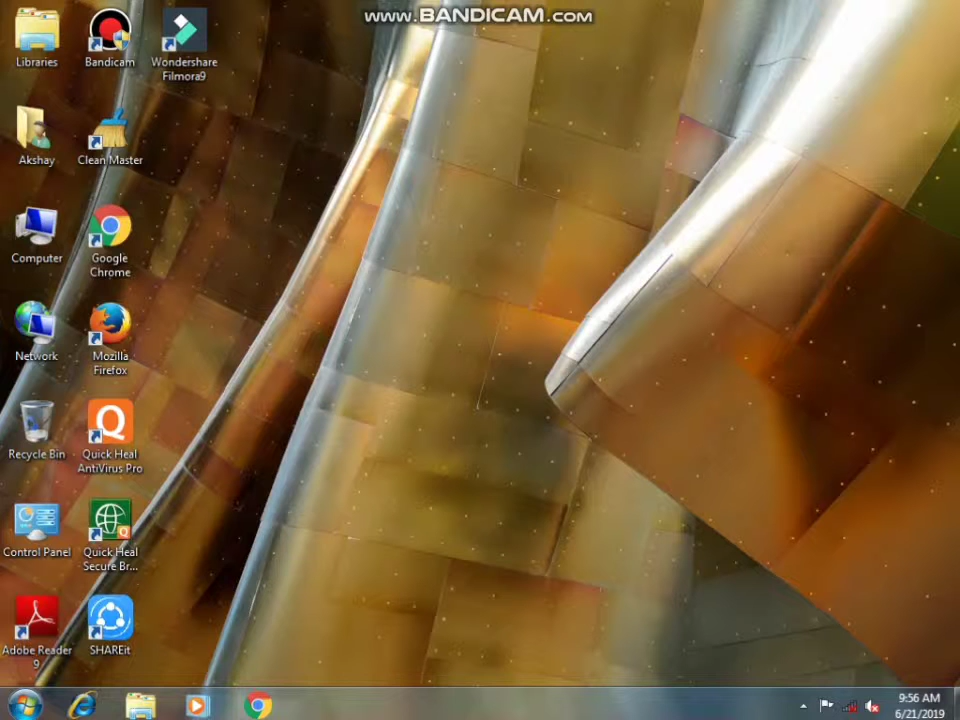 www.BANDICAM.com
Libraries
Bandicam
Wondershare
Filmora9
Akshay
Clean Master
Computer
Google
Chrome
Network
Mozilla
Firefox
Recycle Bin
Quick Heal
AntiVirus Pro
Control Panel
Quick Heal
Secure Br...
Adobe Reader
9
SHAREit
9:56 AM
6/21/2019